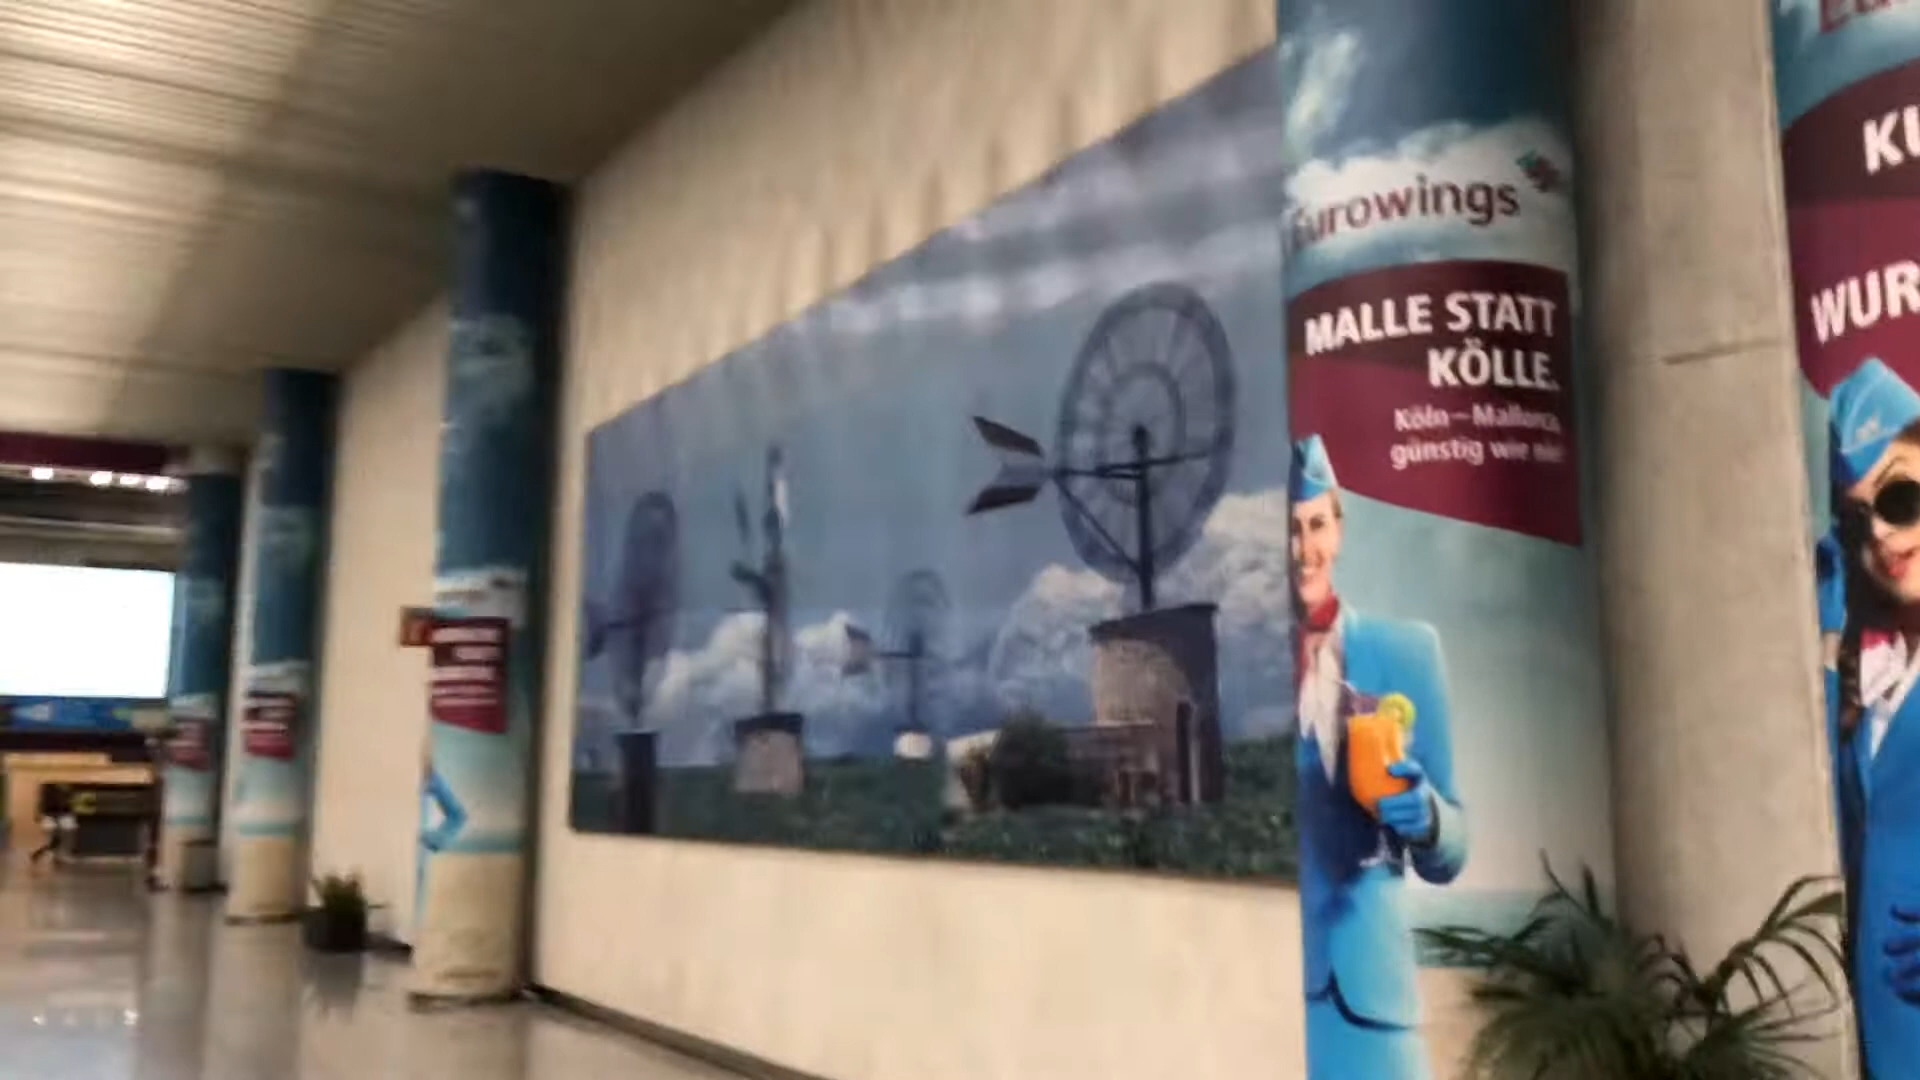 Eurowings
MALLE STATT
KÖLLE.
Köln – Mallorca
günstig wie nie
KU
WUR